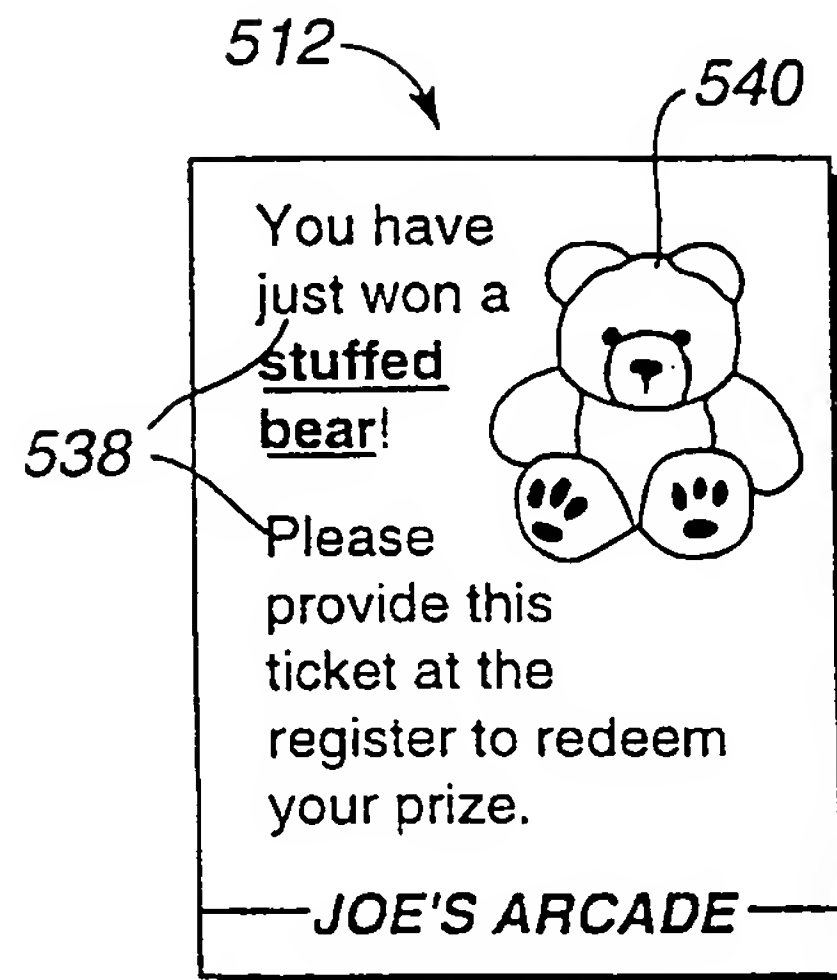 512
540
You have
just won a
stuffed
bear!
538
Please
provide this
ticket at the
register to redeem
your prize.
JOE'S ARCADE